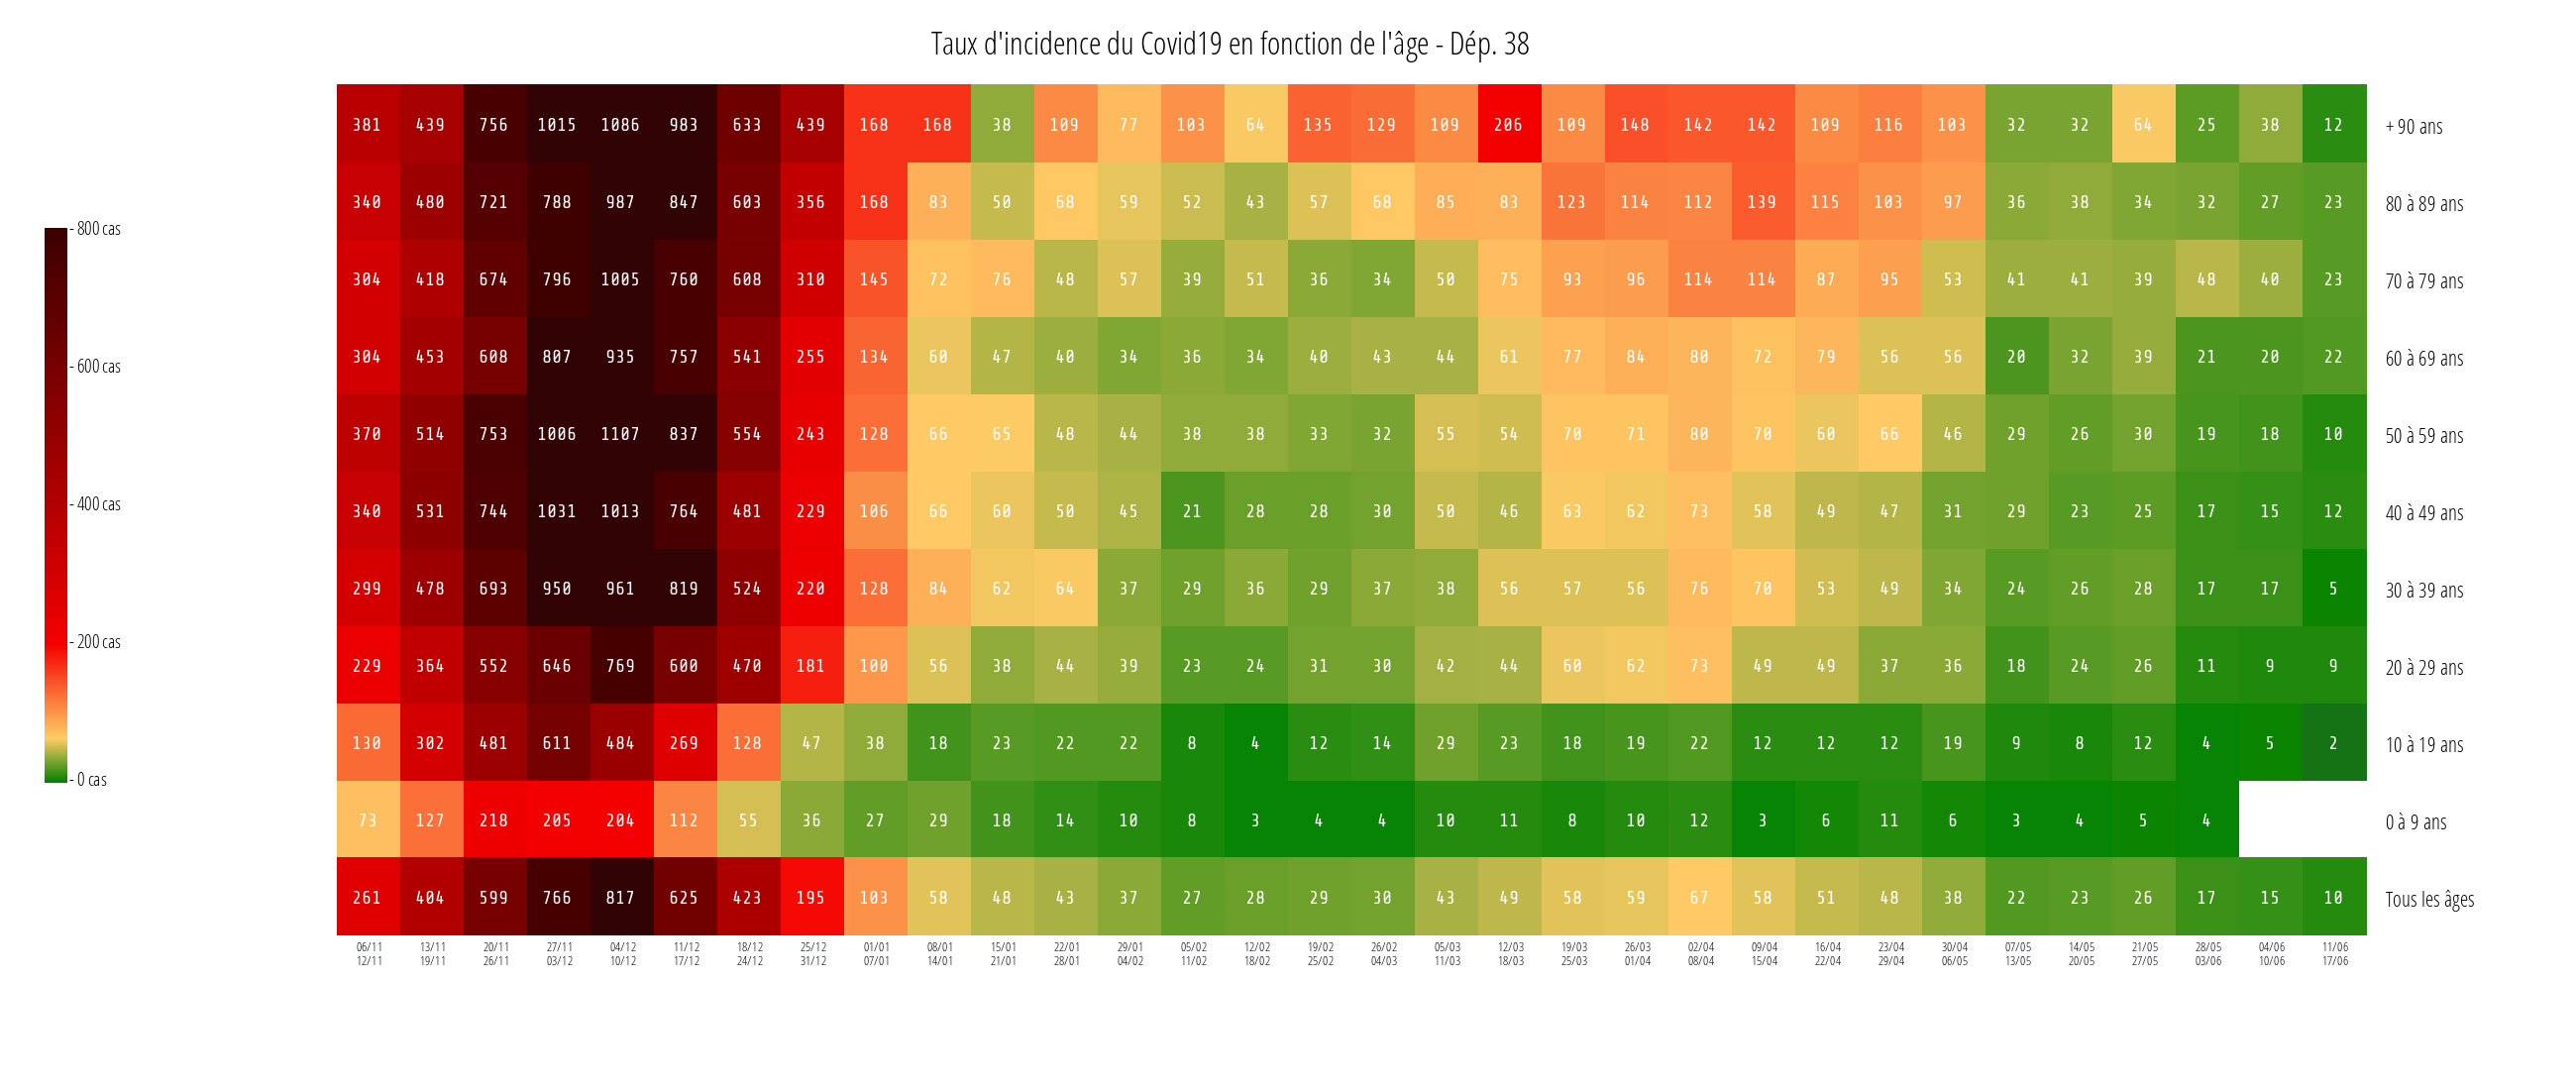 Taux d'incidence du Covid19 en fonction de l'âge - Dép. 38
381 439 756 1015 1086 983 633 439 168 168 38 109 77 103 64 135 129 109 206 109 148 142 142 109 116 103 32 32 64 25 38 12 + 90 ans
340 480 721 788 987 847 603 356 168 83 50 68 59 52 43 57 68 85 83 123 114 112 139 115 103 97 36 38 34 32 27 23 80 à 89 ans
- 800 cas
304 418 674 796 1005 760 608 310 145 72 76 48 57 39 51 36 34 50 75 93 96 114 114 87 95 53 41 41 39 48 40 23 70 à 79 ans
304 453 608 807 935 757 541 255 134 60 47 40 34 36 34 40 43 44 61 77 84 80 72 79 56 56 20 32 39 21 20 22 60 à 69 ans
- 600 cas
370 514 753 1006 1107 837 554 243 128 66 65 48 44 38 38 33 32 55 54 70 71 80 70 60 66 46 29 26 30 19 18 10 50 à 59 ans
- 400 cas
340 531 744 1031 1013 764 481 229 106 66 60 50 45 21 28 28 30 50 46 63 62 73 58 49 47 31 29 23 25 17 15 12 40 à 49 ans
299 478 693 950 961 819 524 220 128 84 62 64 37 29 36 29 37 38 56 57 56 76 70 53 49 34 24 26 28 17 17 5 30 à 39 ans
- 200 cas
229 364 552 646 769 600 470 181 100 56 38 44 39 23 24 31 30 42 44 60 62 73 49 49 37 36 18 24 26 11 9 9 20 à 29 ans
130 302 481 611 484 269 128 47 38 18 23 22 22 8 4 12 14 29 23 18 19 22 12 12 12 19 9 8 12 4 5 2 10 à 19 ans
- 0 cas
73 127 218 205 204 112 55 36 27 29 18 14 10 8 3 4 4 10 11 8 10 12 3 6 11 6 3 4 5 4 0 à 9 ans
261 404 599 766 817 625 423 195 103 58 48 43 37 27 28 29 30 43 49 58 59 67 58 51 48 38 22 23 26 17 15 10 Tous les âges
06/11 13/11 20/11 27/11 04/12 11/12 18/12 25/12 01/01 08/01 15/01 22/01 29/01 05/02 12/02 19/02 26/02 05/03 12/03 19/03 26/03 02/04 09/04 16/04 23/04 30/04 07/05 14/05 21/05 28/05 04/06 11/06
12/11 19/11 26/11 03/12 10/12 17/12 24/12 31/12 07/01 14/01 21/01 28/01 04/02 11/02 18/02 25/02 04/03 11/03 18/03 25/03 01/04 08/04 15/04 22/04 29/04 06/05 13/05 20/05 27/05 03/06 10/06 17/06